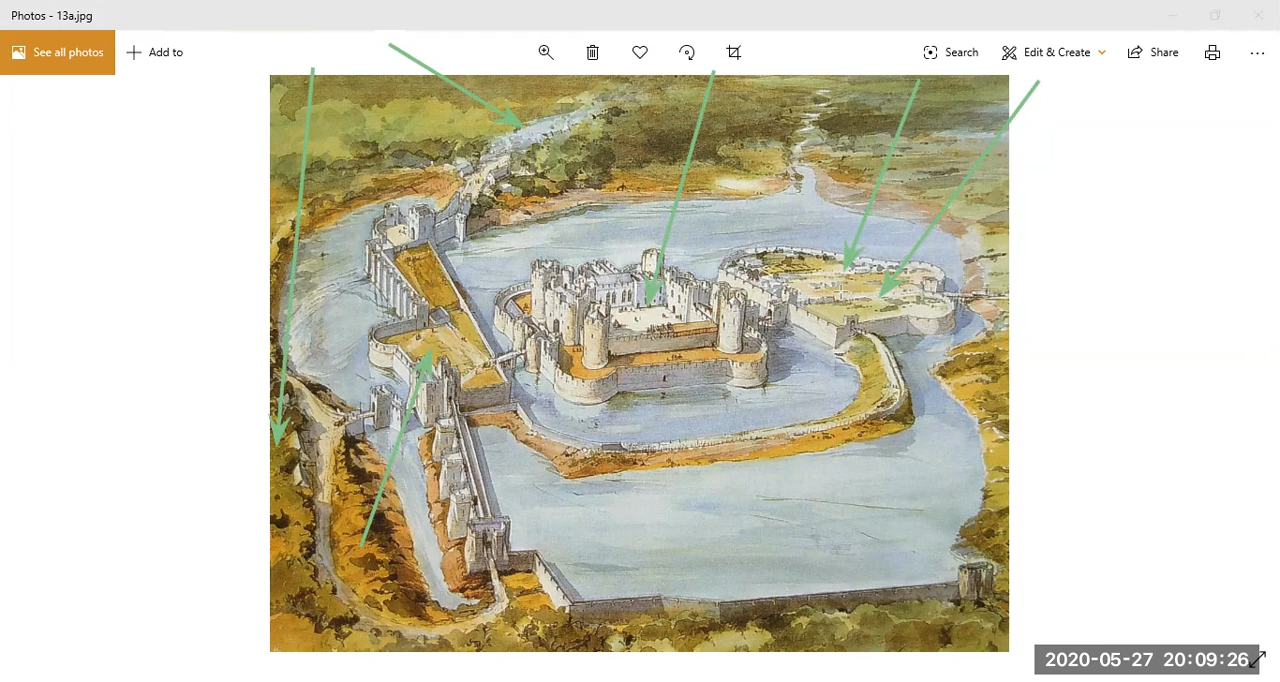 Photos - 13a.jpg
See all photos
Add to
Search
Edit & Create
Share
2020-05-27 20:09:26